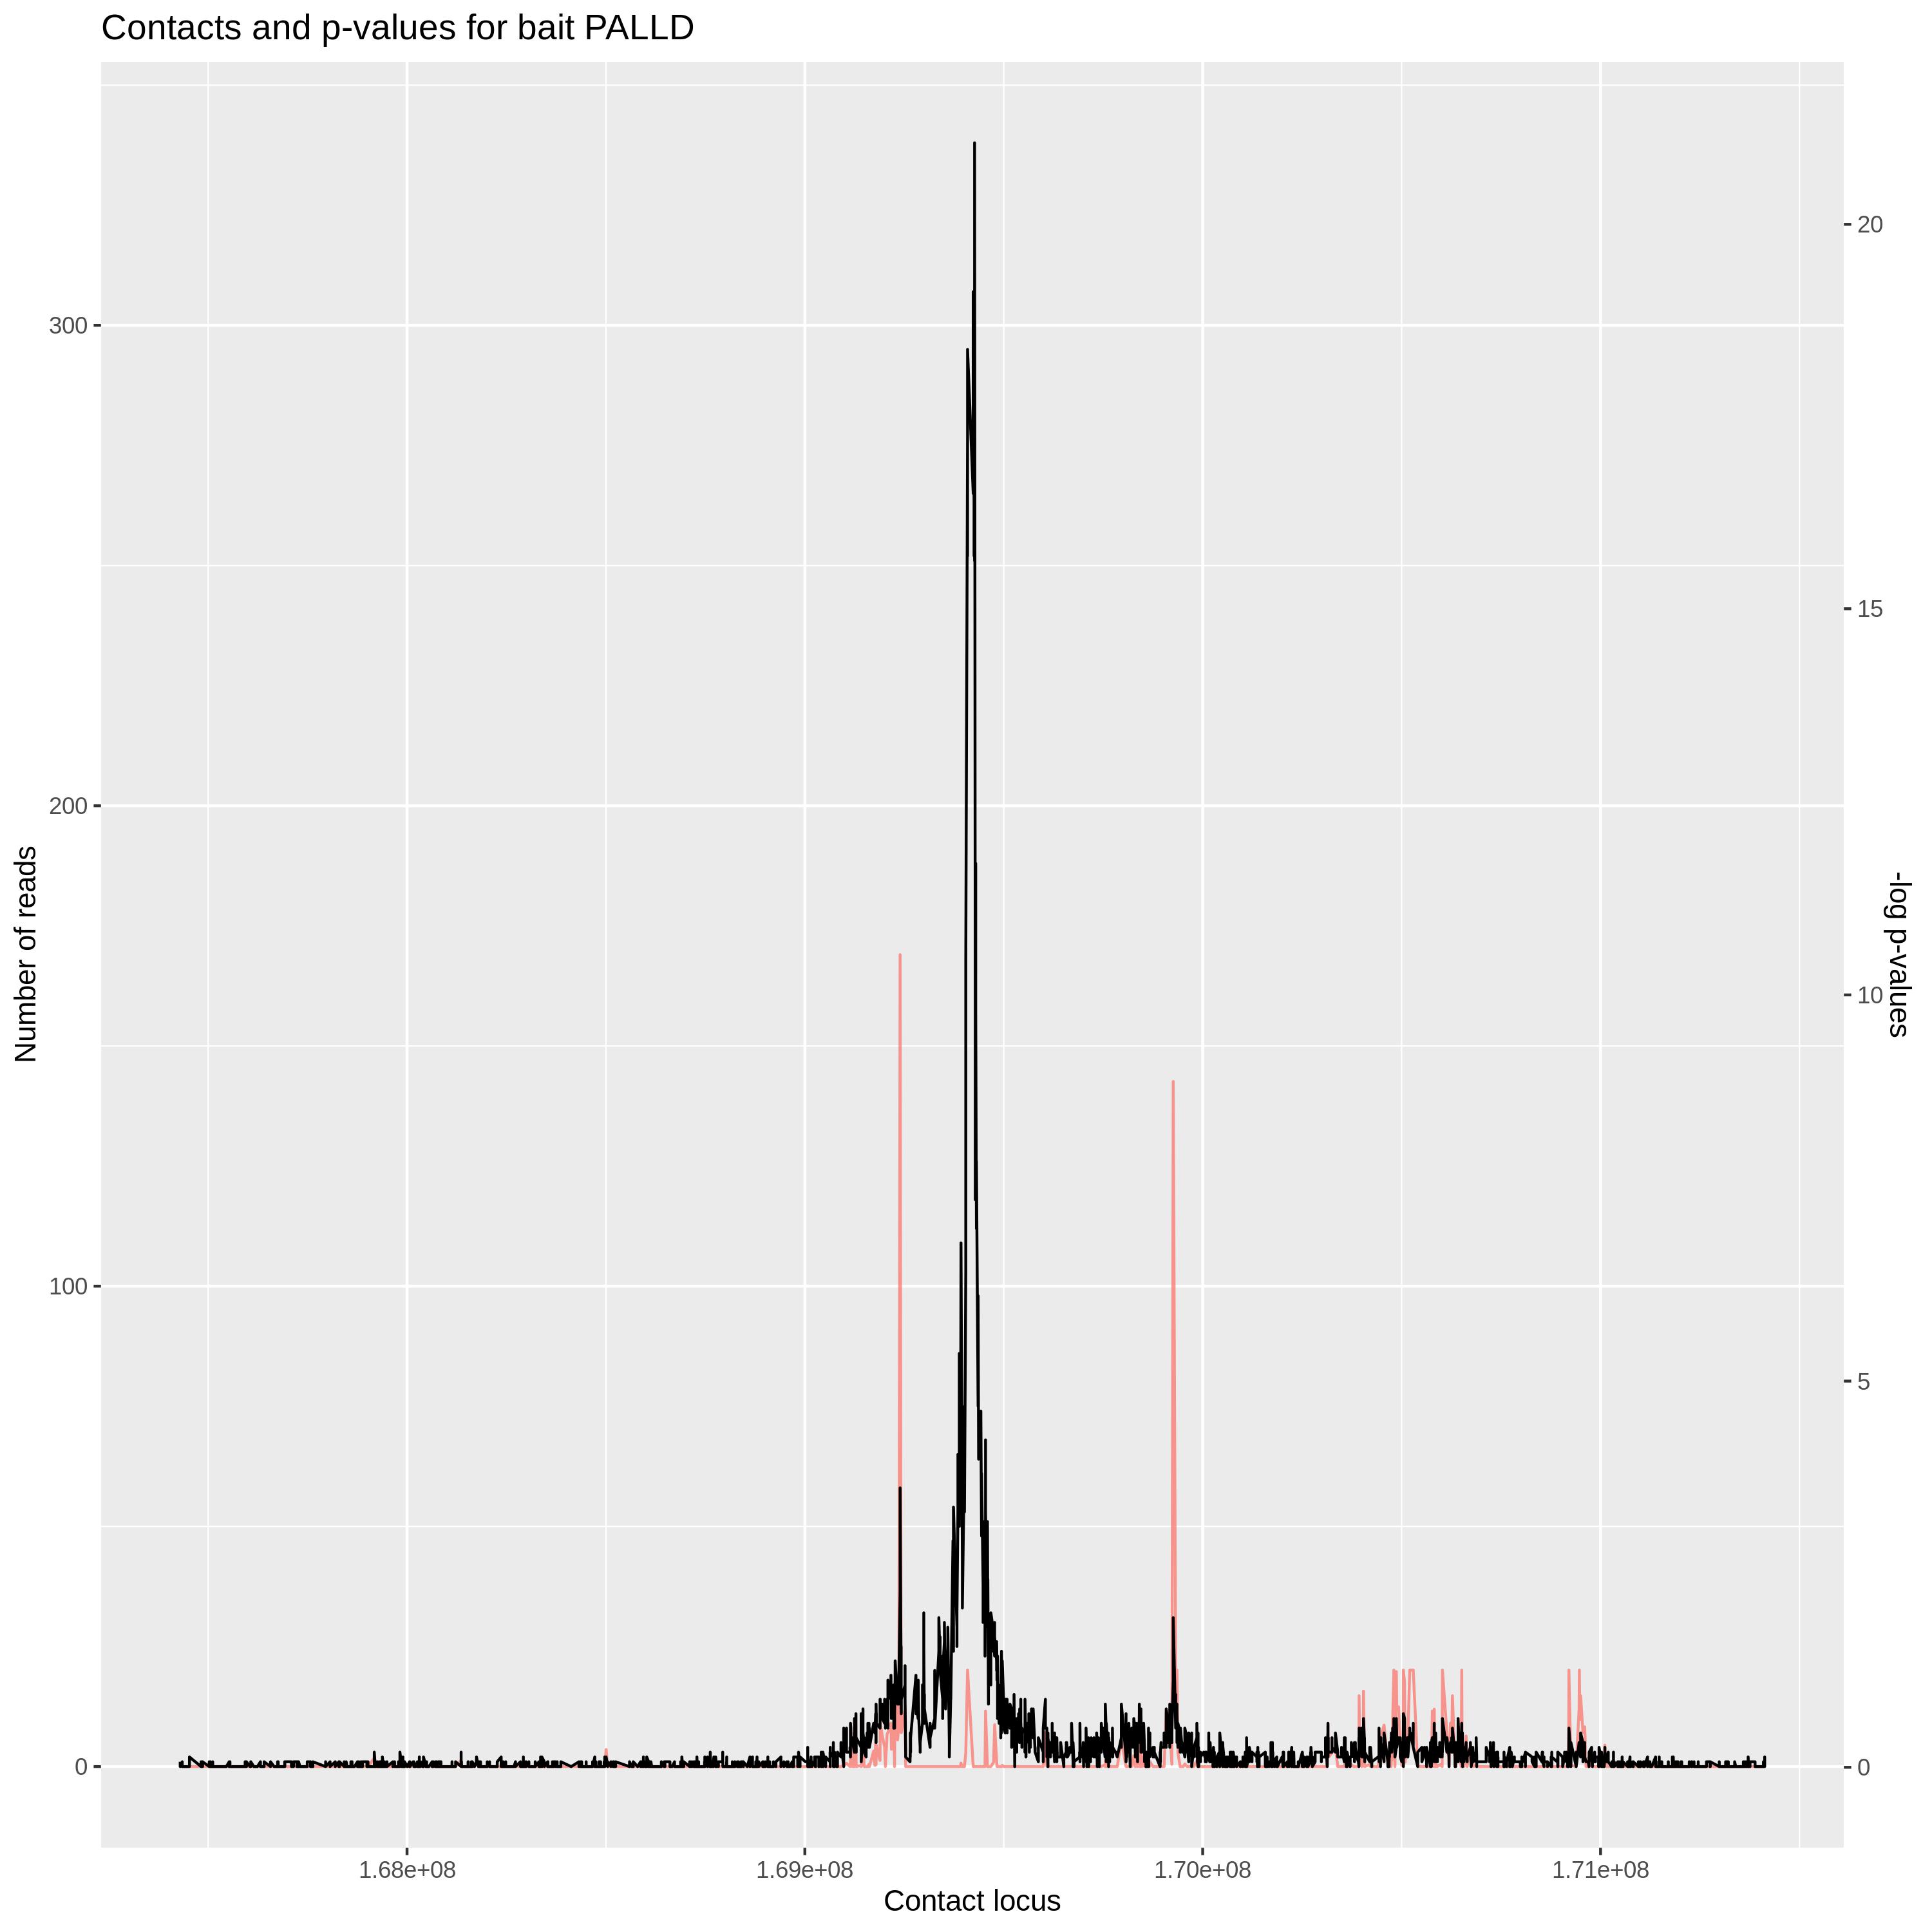 Contacts and p-values for bait PALLD
Number of reads
300
200
100
0
20
15
10
5
0
-log p-values
1.68e+08
1.69e+08
1.70e+08
1.71e+08
Contact locus